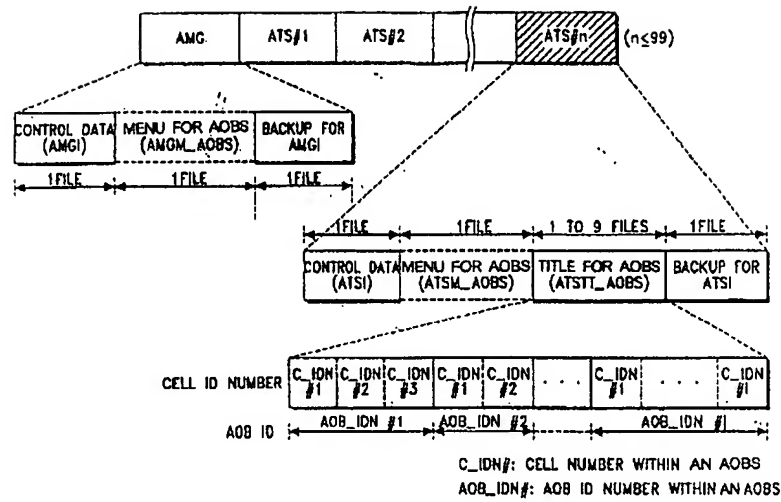 AMG ATS#1 ATS#2 ATS#n (n≤99)
CONTROL DATA (AMGI) MENU FOR AOBS (AMGM_AOBS) BACKUP FOR AMGI
1FILE 1FILE 1FILE
1FILE 1FILE 1 TO 9 FILES 1FILE
CONTROL DATA (ATSI) MENU FOR AOBS (ATSM_AOBS) TITLE FOR AOBS (ATSTT_AOBS) BACKUP FOR ATSI
CELL ID NUMBER C_IDN #1 C_IDN #2 C_IDN #3 C_IDN #1 C_IDN #2 . . . C_IDN #1 . . . C_IDN #l
AOB ID AOB_IDN #1 AOB_IDN #2 AOB_IDN #l
C_IDN#: CELL NUMBER WITHIN AN AOBS
AOB_IDN#: AOB ID NUMBER WITHIN AN AOBS